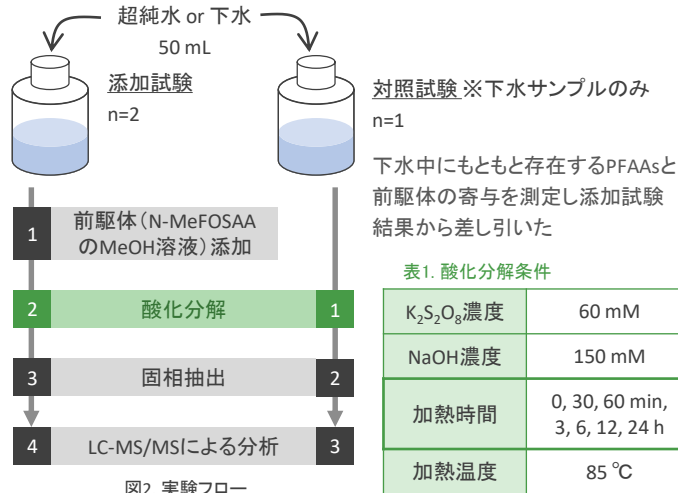 超純水 or 下水
50 mL
添加試験
n=2
対照試験 ※下水サンプルのみ
n=1
下水中にもともと存在するPFAAsと
前駆体の寄与を測定し添加試験
結果から差し引いた
1 前駆体（N-MeFOSAA
のMeOH溶液）添加
2 酸化分解 1
3 固相抽出 2
4 LC-MS/MSによる分析 3
図2. 実験フロー
表1. 酸化分解条件
K₂S₂O₈濃度 60 mM
NaOH濃度 150 mM
加熱時間 0, 30, 60 min,
3, 6, 12, 24 h
加熱温度 85 ℃